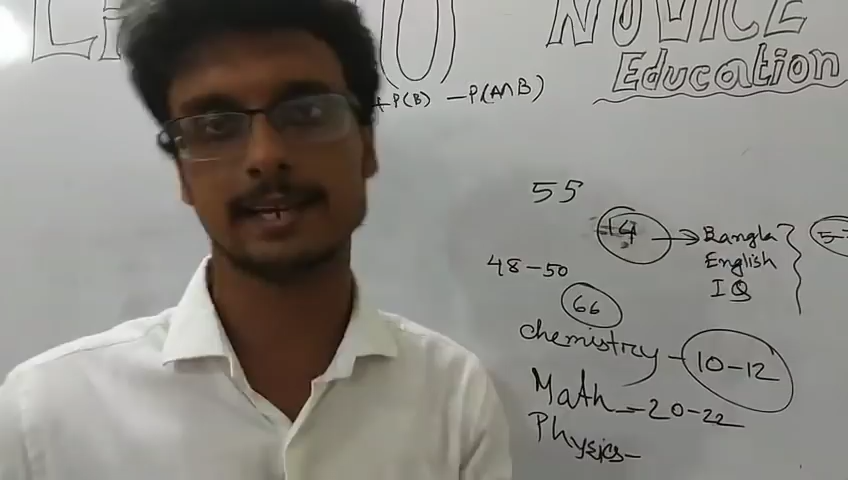 NOVICE
Education
+ P(B) - P(A∩B)
55
14 → Bangla
English
IQ
48-50
66
chemistry - 10-12
Math - 20-22
Physics-